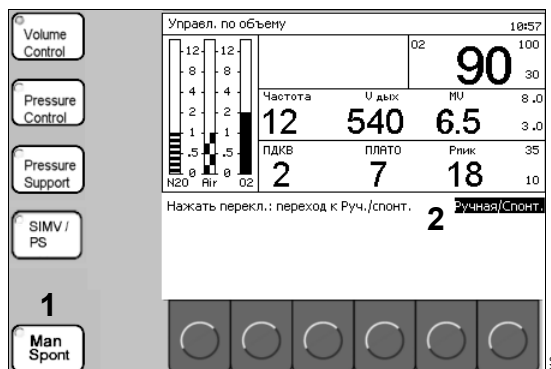 Volume
Control
Pressure
Control
Pressure
Support
SIMV /
PS
1
Man
Spont
Управл. по объему 10:57
12 12
8 8
4 4
2 2
1 1
.5 .5
0 0
N2O Air O2
O2 90 100
30
Частота V дых MV 8.0
12 540 6.5 3.0
ПДКВ ПЛАТО Pпик 35
2 7 18 10
Нажать перекл.: переход к Руч./спонт. 2 Ручная/Спонт.